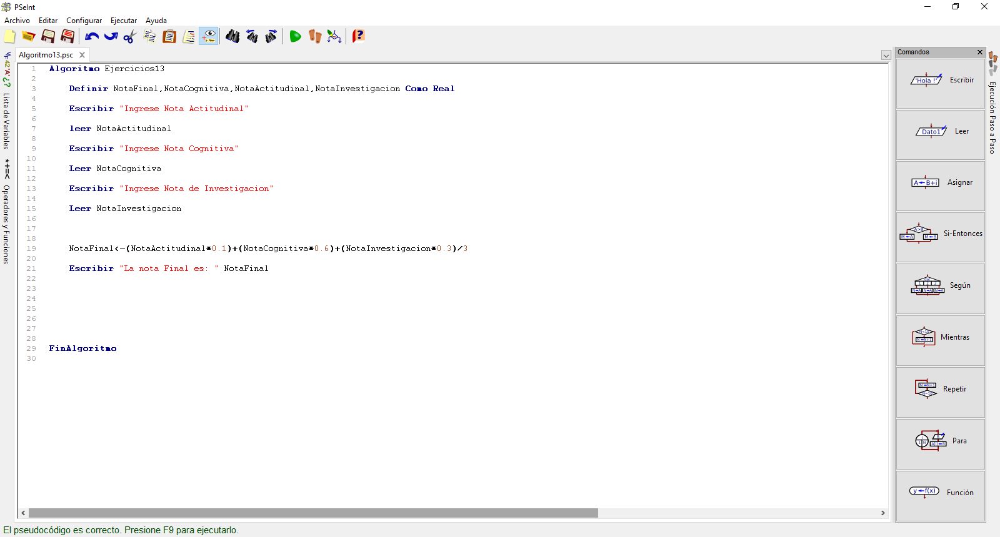 PSeInt
Archivo Editar Configurar Ejecutar Ayuda
Algoritmo13.psc
1 Algoritmo Ejercicios13
2
3 Definir NotaFinal,NotaCognitiva,NotaActitudinal,NotaInvestigacion Como Real
4
5 Escribir "Ingrese Nota Actitudinal"
6
7 leer NotaActitudinal
8
9 Escribir "Ingrese Nota Cognitiva"
10
11 Leer NotaCognitiva
12
13 Escribir "Ingrese Nota de Investigacion"
14
15 Leer NotaInvestigacion
16
17
18
19 NotaFinal<-(NotaActitudinal*0.1)+(NotaCognitiva*0.6)+(NotaInvestigacion*0.3)/3
20
21 Escribir "La nota Final es: " NotaFinal
22
23
24
25
26
27
28
29 FinAlgoritmo
30
42 'A' ¿?
Lista de Variables
*+=<
Operadores y Funciones
Comandos
'Hola !' Escribir
Dato1 Leer
A B+i Asignar
A>B M A M B Si-Entonces
1 2 3 Según
Mientras
Repetir
Para
y f(x) Función
Ejecución Paso a Paso
El pseudocódigo es correcto. Presione F9 para ejecutarlo.